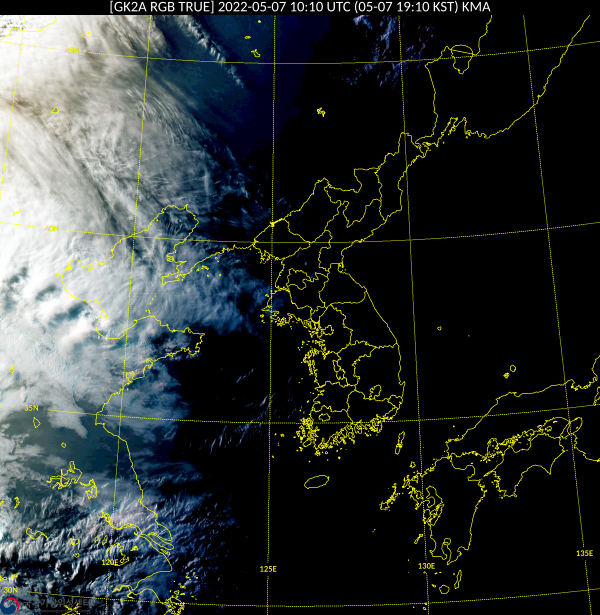 [GK2A RGB TRUE] 2022-05-07 10:10 UTC (05-07 19:10 KST) KMA
40N
35N
135E
130E
125E
120E
30N